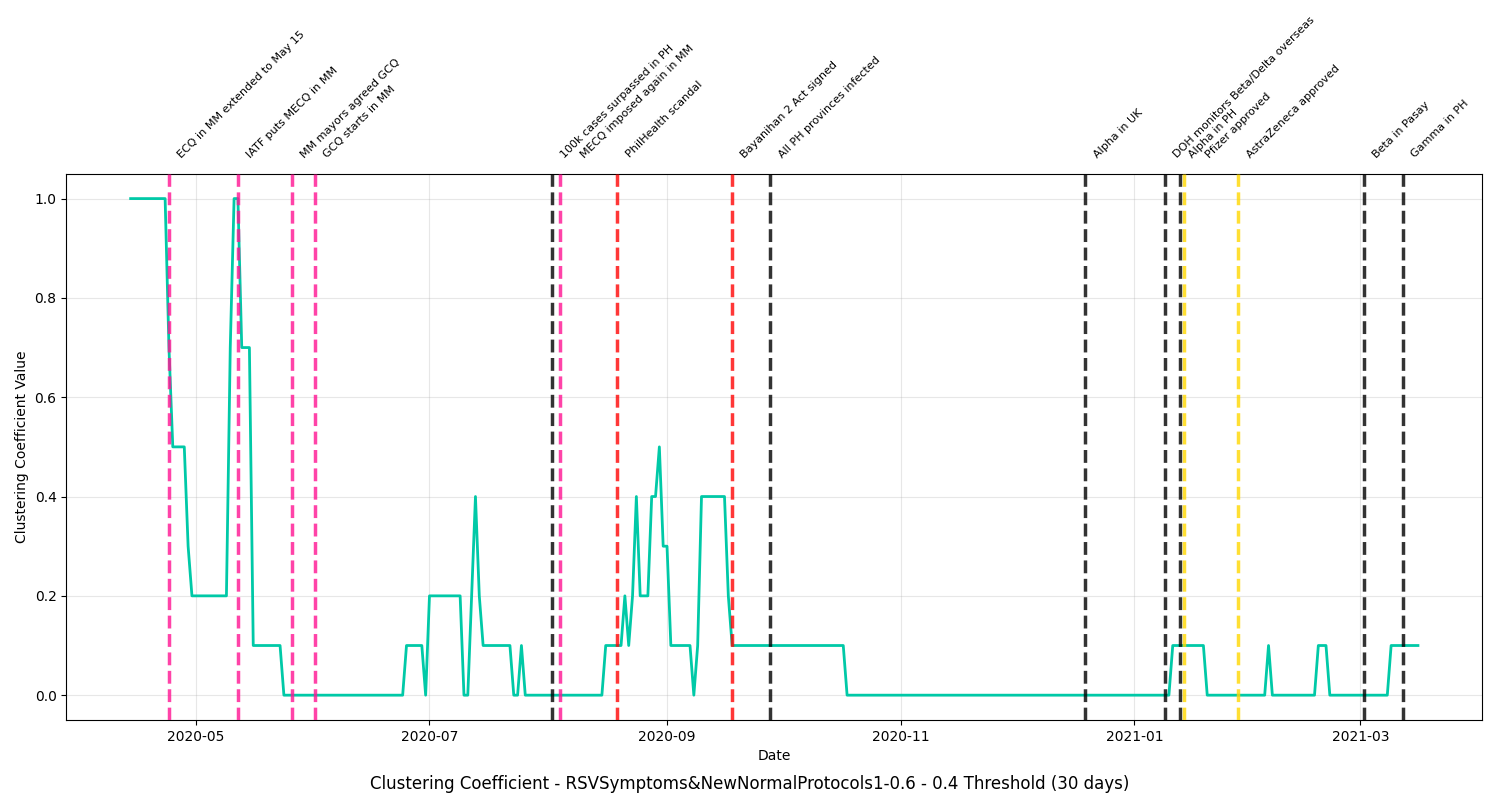 ECQ in MM extended to May 15
IATF puts MECQ in MM
MM mayors agreed GCQ
GCQ starts in MM
100k cases surpassed in PH
MECQ imposed again in MM
PhilHealth scandal
Bayanihan 2 Act signed
All PH provinces infected
Alpha in UK
DOH monitors Beta/Delta overseas
Alpha in PH
Pfizer approved
AstraZeneca approved
Beta in Pasay
Gamma in PH
Clustering Coefficient Value
1.0
0.8
0.6
0.4
0.2
0.0
2020-05
2020-07
2020-09
2020-11
2021-01
2021-03
Date
Clustering Coefficient - RSVSymptoms&NewNormalProtocols1-0.6 - 0.4 Threshold (30 days)